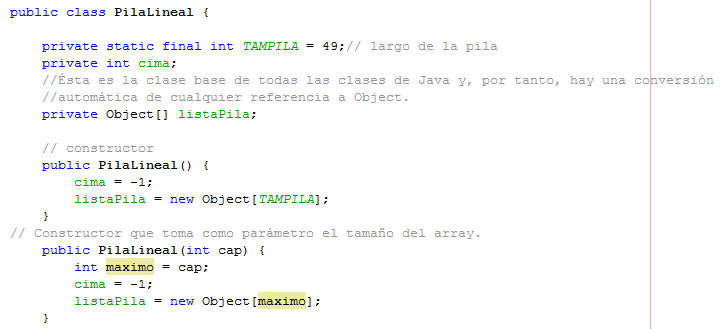 public class PilaLineal {
private static final int TAMPILA = 49;// largo de la pila
private int cima;
//Ésta es la clase base de todas las clases de Java y, por tanto, hay una conversión
//automática de cualquier referencia a Object.
private Object[] listaPila;
// constructor
public PilaLineal() {
cima = -1;
listaPila = new Object[TAMPILA];
}
// Constructor que toma como parámetro el tamaño del array.
public PilaLineal(int cap) {
int maximo = cap;
cima = -1;
listaPila = new Object[maximo];
}